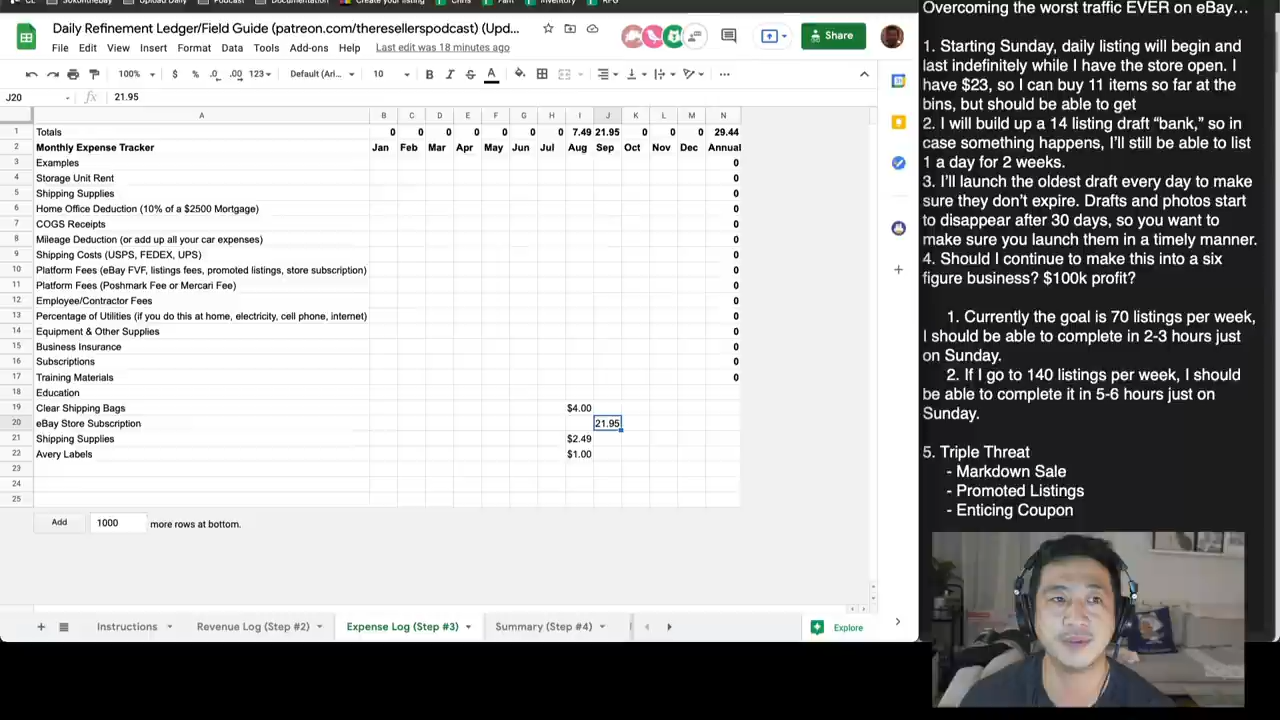 CL
Sokonthebay
Upload Daily
Podcast
Documentation
Create your listing
Chris
Fam
Inventory
RPG
Daily Refinement Ledger/Field Guide (patreon.com/theresellerspodcast) (Upd...
Share
File Edit View Insert Format Data Tools Add-ons Help Last edit was 18 minutes ago
100% $ % .0 .00 123 Default (Ari... 10 B I S A
J20 fx 21.95
A B C D E F G H I J K L M N
1 Totals 0 0 0 0 0 0 0 7.49 21.95 0 0 0 29.44
2 Monthly Expense Tracker Jan Feb Mar Apr May Jun Jul Aug Sep Oct Nov Dec Annual
3 Examples 0
4 Storage Unit Rent 0
5 Shipping Supplies 0
6 Home Office Deduction (10% of a $2500 Mortgage) 0
7 COGS Receipts 0
8 Mileage Deduction (or add up all your car expenses) 0
9 Shipping Costs (USPS, FEDEX, UPS) 0
10 Platform Fees (eBay FVF, listings fees, promoted listings, store subscription) 0
11 Platform Fees (Poshmark Fee or Mercari Fee) 0
12 Employee/Contractor Fees 0
13 Percentage of Utilities (if you do this at home, electricity, cell phone, internet) 0
14 Equipment & Other Supplies 0
15 Business Insurance 0
16 Subscriptions 0
17 Training Materials 0
18 Education
19 Clear Shipping Bags $4.00
20 eBay Store Subscription 21.95
21 Shipping Supplies $2.49
22 Avery Labels $1.00
23
24
25
Add 1000 more rows at bottom.
Instructions Revenue Log (Step #2) Expense Log (Step #3) Summary (Step #4) Explore
Overcoming the worst traffic EVER on eBay...
1. Starting Sunday, daily listing will begin and
last indefinitely while I have the store open. I
have $23, so I can buy 11 items so far at the
bins, but should be able to get
2. I will build up a 14 listing draft “bank,” so in
case something happens, I’ll still be able to list
1 a day for 2 weeks.
3. I’ll launch the oldest draft every day to make
sure they don’t expire. Drafts and photos start
to disappear after 30 days, so you want to
make sure you launch them in a timely manner.
4. Should I continue to make this into a six
figure business? $100k profit?
1. Currently the goal is 70 listings per week,
I should be able to complete in 2-3 hours just
on Sunday.
2. If I go to 140 listings per week, I should
be able to complete it in 5-6 hours just on
Sunday.
5. Triple Threat
- Markdown Sale
- Promoted Listings
- Enticing Coupon